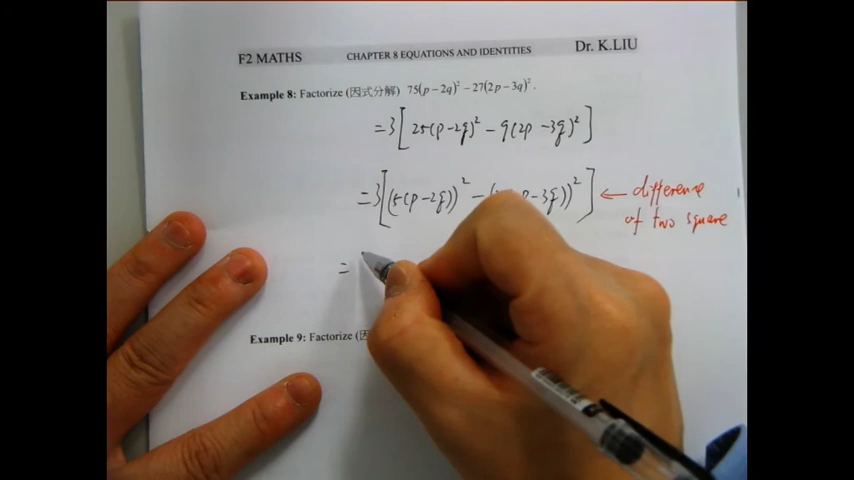 F2 MATHS CHAPTER 8 EQUATIONS AND IDENTITIES Dr. K.LIU
Example 8: Factorize (因式分解) 75(p−2q)² − 27(2p−3q)².
=3[25(p−2q)² − 9(2p−3q)²]
=3[(5(p−2q))² − ( p−3q))²] ← difference
of two square
=
Example 9: Factorize (因